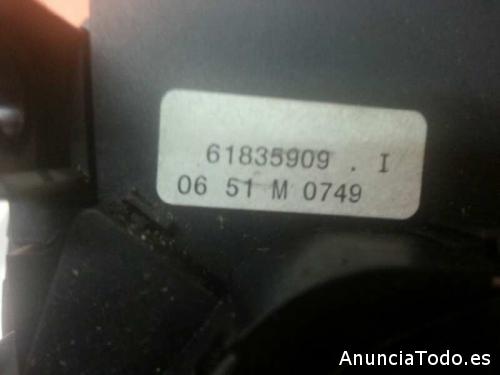 61835909 . I
06 51 M 0749
AnunciaTodo.es